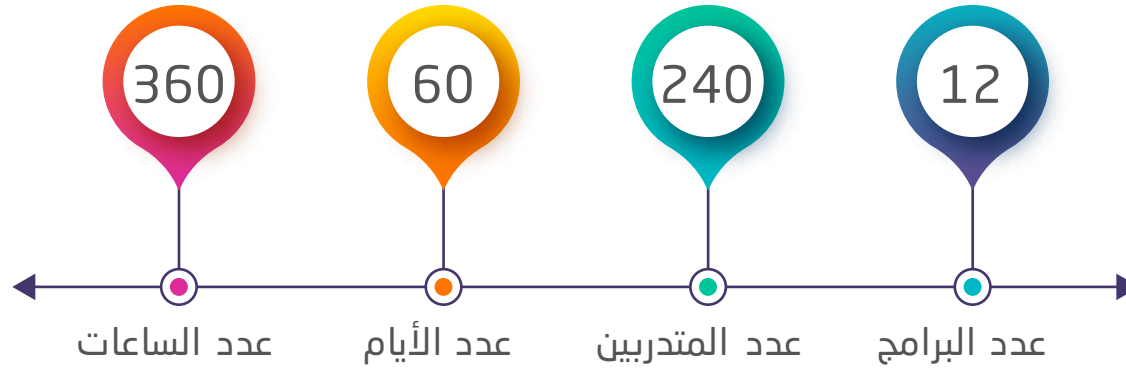 12
240
60
360
عدد البرامج
عدد المتدربين
عدد الأيام
عدد الساعات